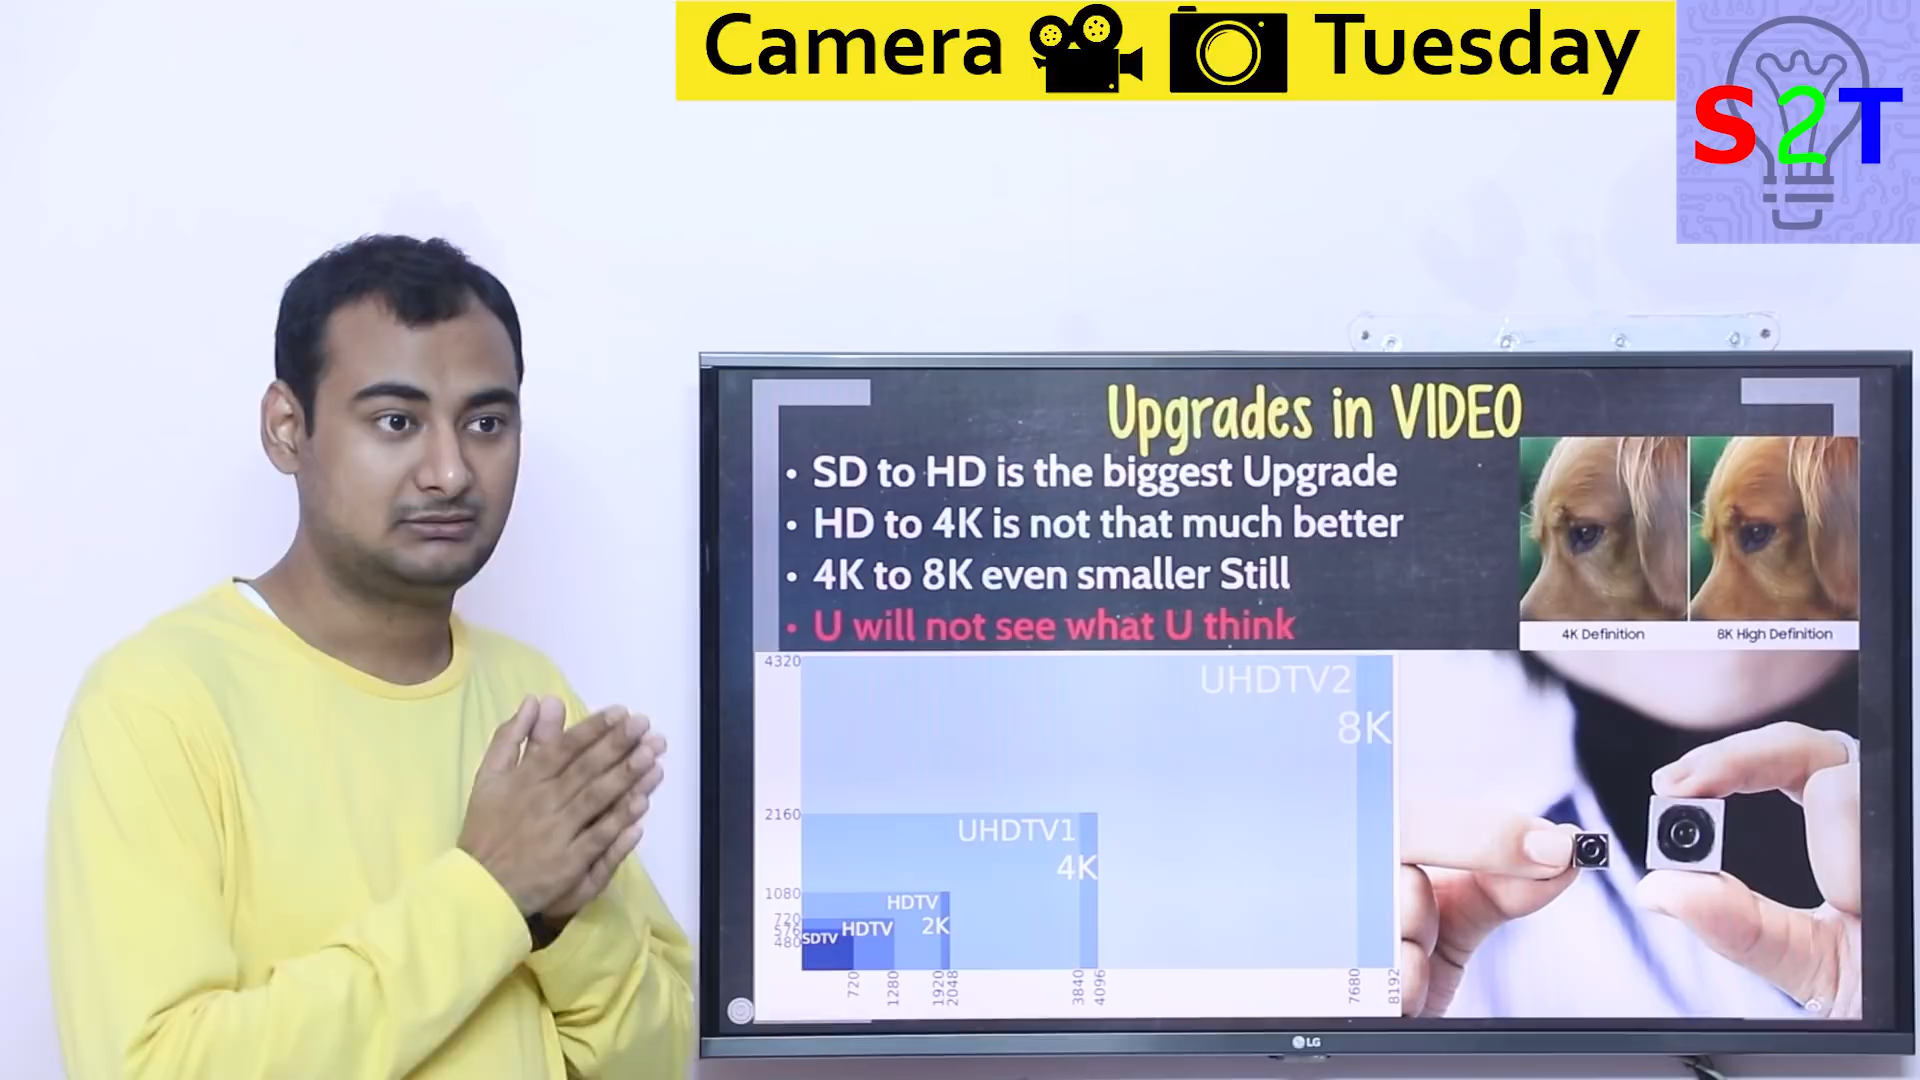 Camera Tuesday
S2T
Upgrades in VIDEO
• SD to HD is the biggest Upgrade
• HD to 4K is not that much better
• 4K to 8K even smaller Still
• U will not see what U think
4K Definition
8K High Definition
4320
UHDTV2
8K
2160
UHDTV1
4K
1080
HDTV
2K
720
HDTV
576
480
SDTV
720
1280
1920
2048
3840
4096
7680
8192
LG